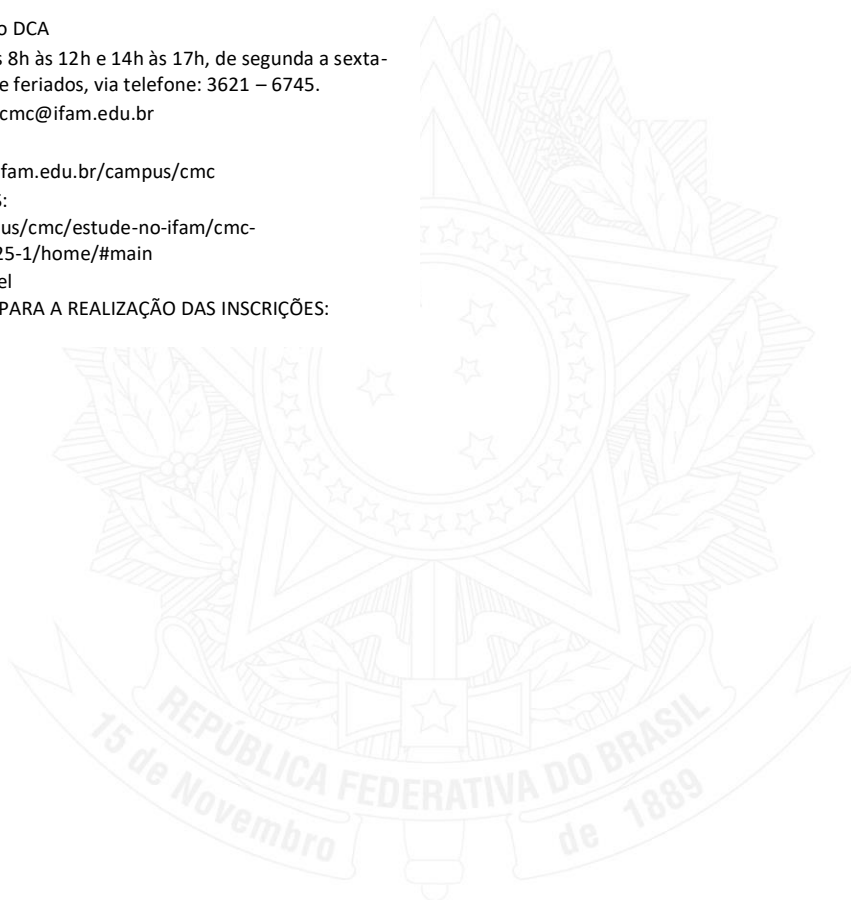 o DCA
s 8h às 12h e 14h às 17h, de segunda a sexta-
e feriados, via telefone: 3621 – 6745.
cmc@ifam.edu.br
fam.edu.br/campus/cmc
S:
us/cmc/estude-no-ifam/cmc-
25-1/home/#main
el
PARA A REALIZAÇÃO DAS INSCRIÇÕES:
REPÚBLICA FEDERATIVA DO BRASIL
15 de Novembro de 1889